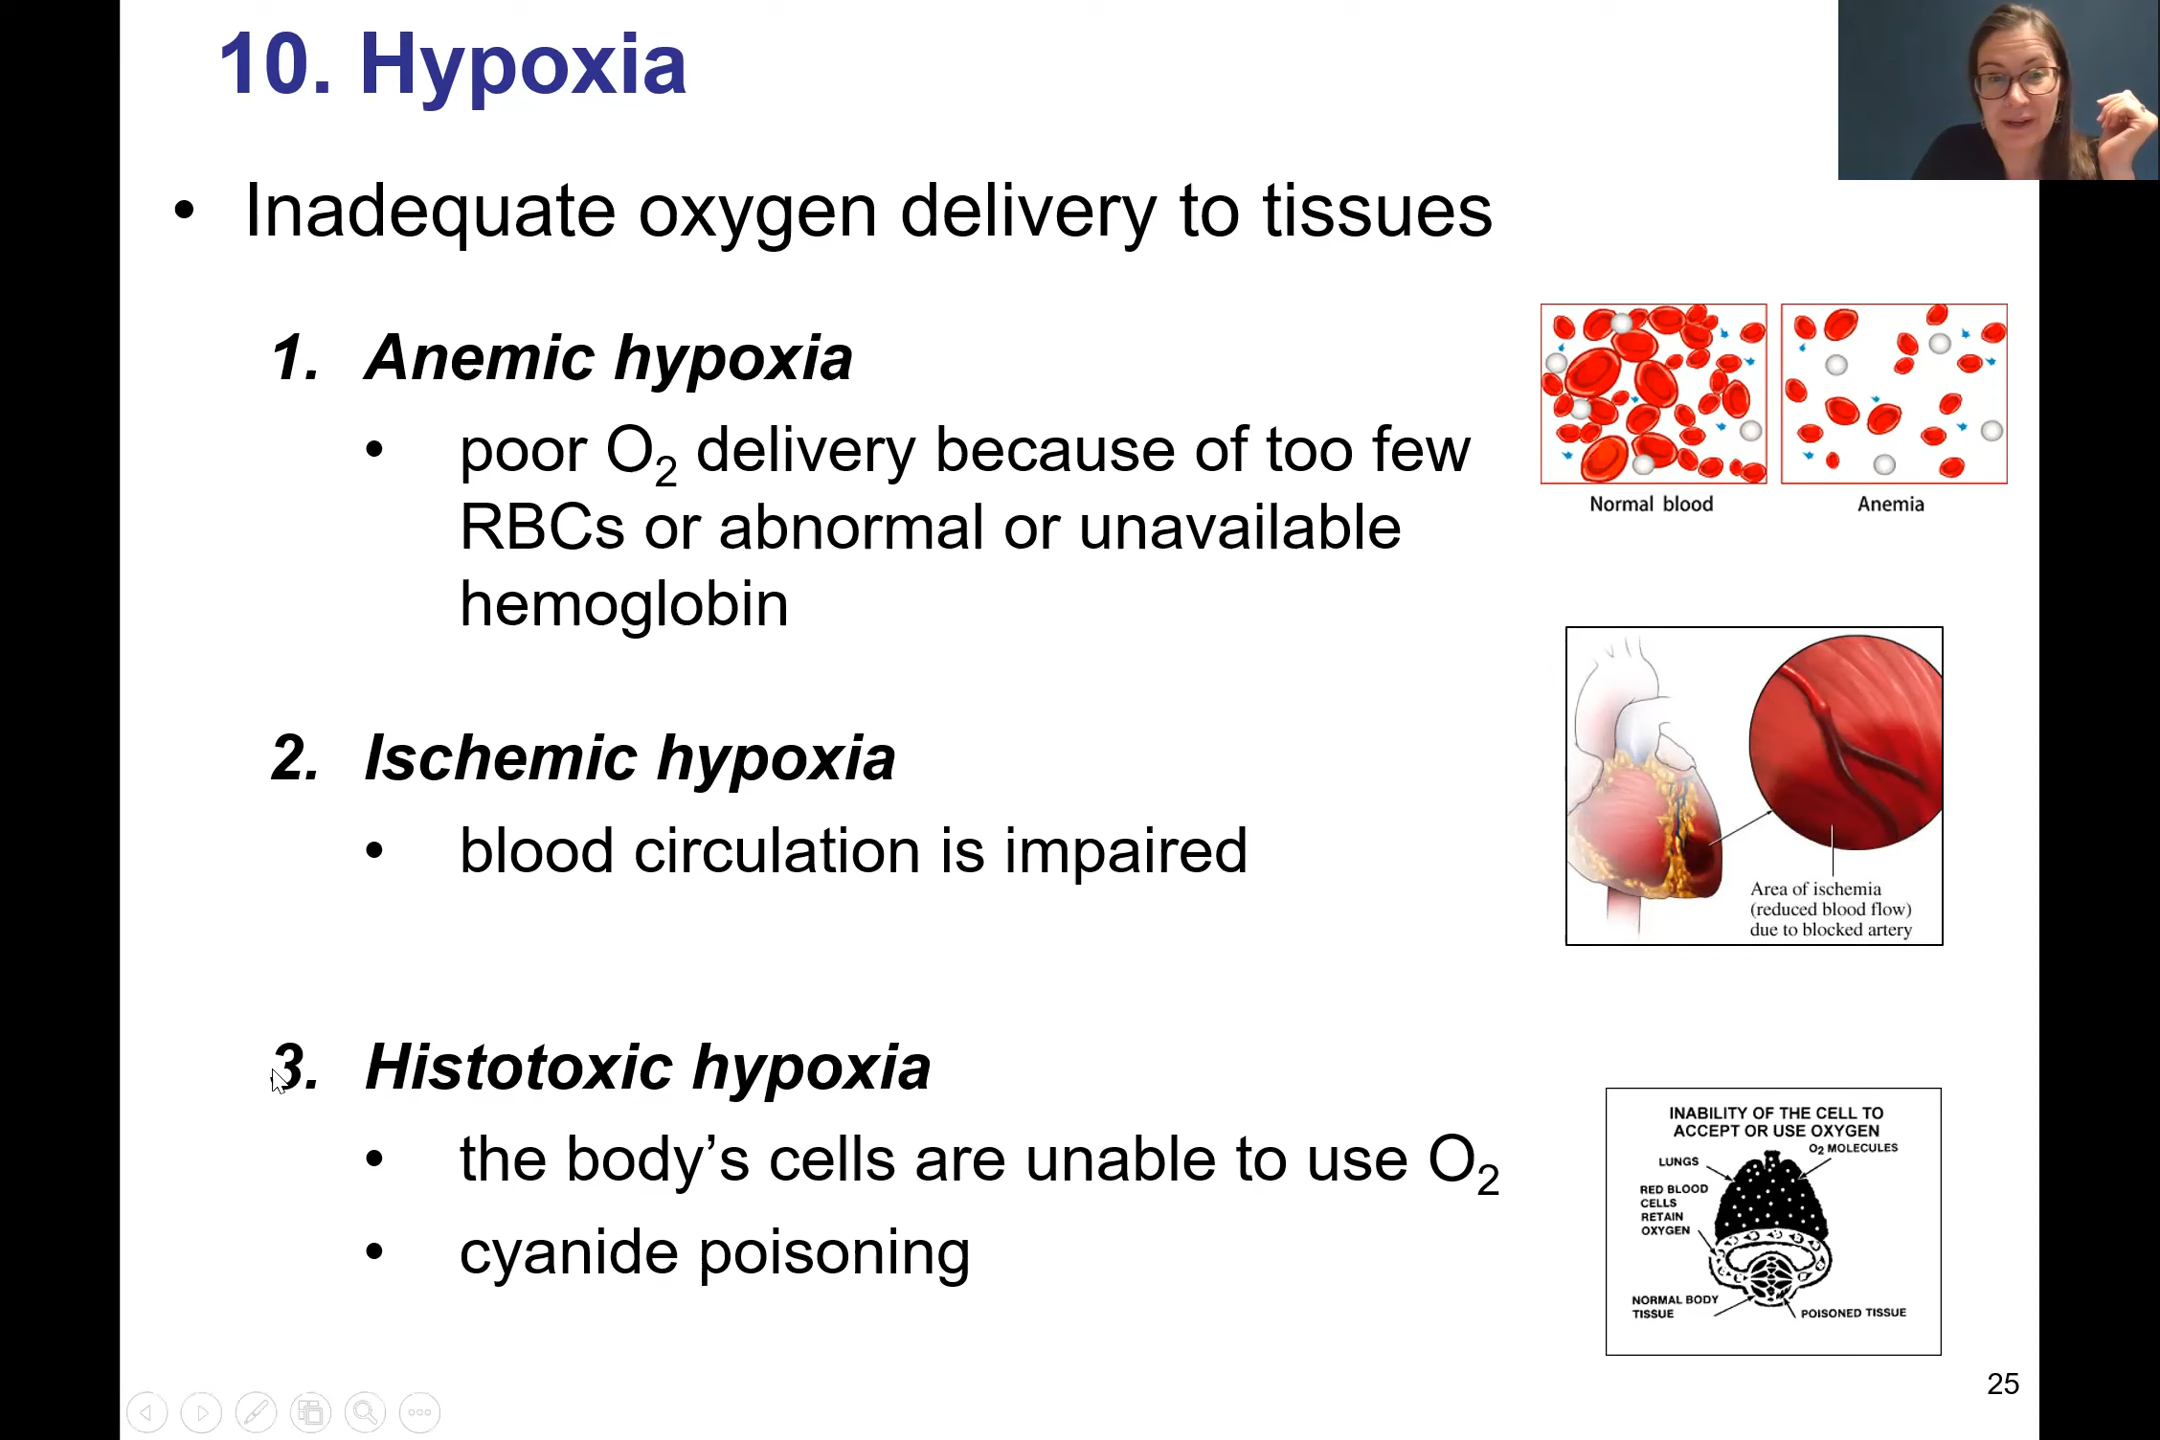 10. Hypoxia
• Inadequate oxygen delivery to tissues
1. Anemic hypoxia
• poor O₂ delivery because of too few
RBCs or abnormal or unavailable
hemoglobin
Normal blood
Anemia
2. Ischemic hypoxia
• blood circulation is impaired
Area of ischemia
(reduced blood flow)
due to blocked artery
3. Histotoxic hypoxia
• the body’s cells are unable to use O₂
• cyanide poisoning
INABILITY OF THE CELL TO
ACCEPT OR USE OXYGEN
O₂ MOLECULES
LUNGS
RED BLOOD
CELLS
RETAIN
OXYGEN
NORMAL BODY
TISSUE
POISONED TISSUE
25